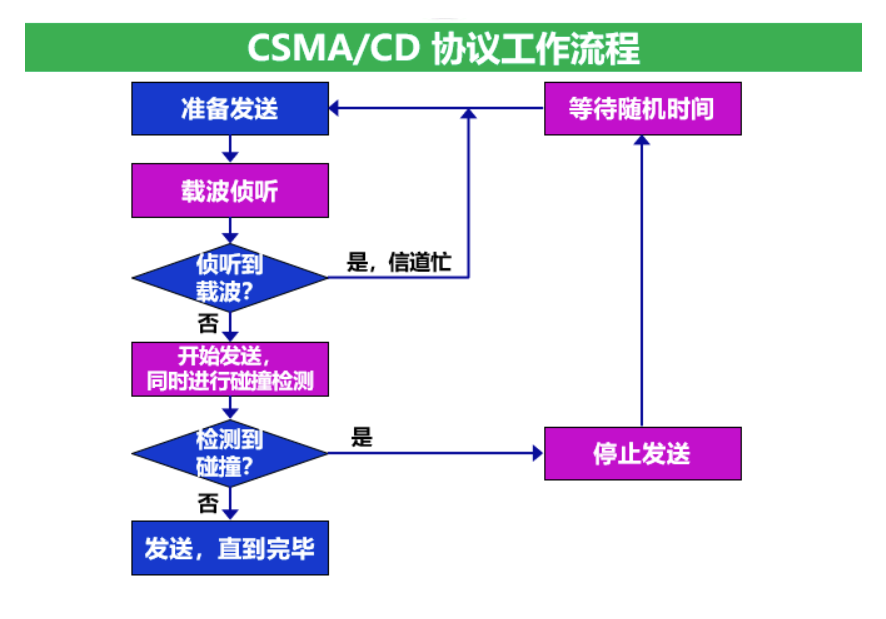 CSMA/CD 协议工作流程
准备发送
等待随机时间
载波侦听
侦听到
载波?
是，信道忙
否
开始发送，
同时进行碰撞检测
检测到
碰撞?
是
停止发送
否
发送，直到完毕